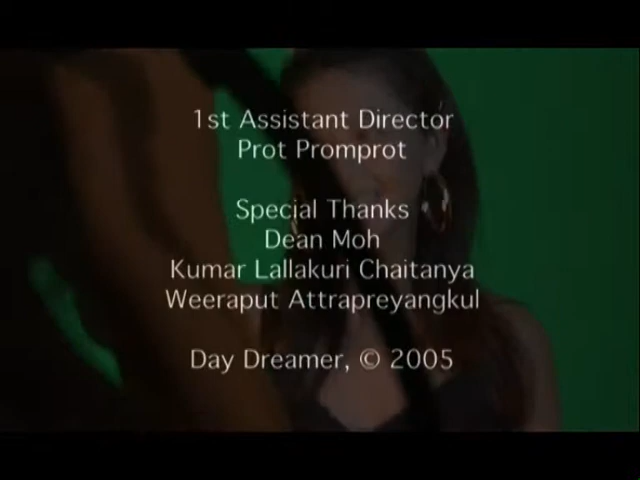 1st Assistant Director
Prot Promprot
Special Thanks
Dean Moh
Kumar Lallakuri Chaitanya
Weeraput Attrapreyangkul
Day Dreamer, © 2005